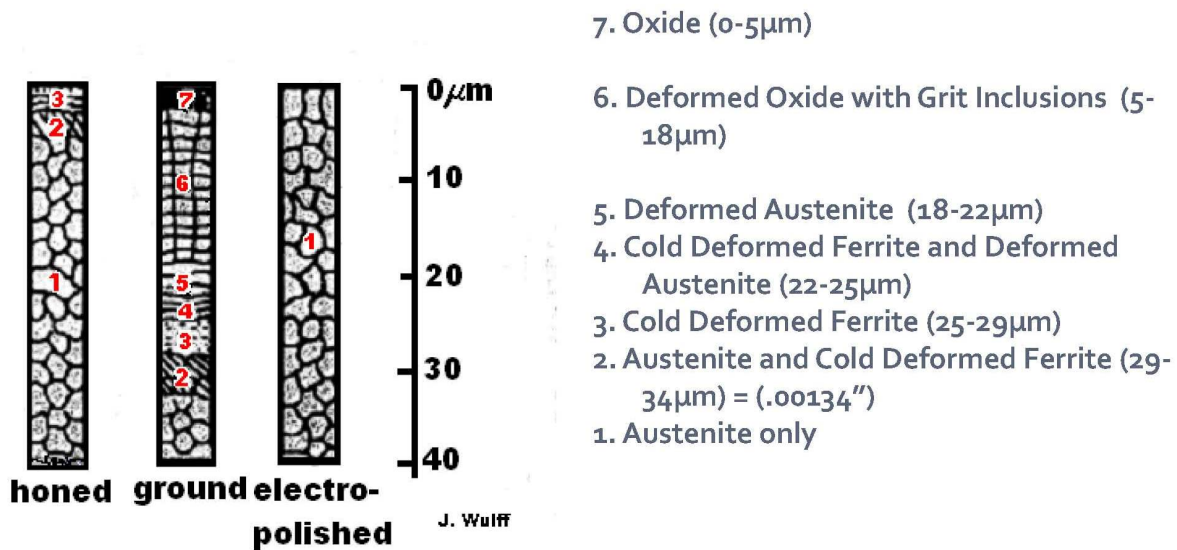 7. Oxide (0-5µm)
6. Deformed Oxide with Grit Inclusions (5-
18µm)
5. Deformed Austenite (18-22µm)
4. Cold Deformed Ferrite and Deformed
Austenite (22-25µm)
3. Cold Deformed Ferrite (25-29µm)
2. Austenite and Cold Deformed Ferrite (29-
34µm) = (.00134”)
1. Austenite only
3
2
1
7
6
5
4
3
2
1
0µm
10
20
30
40
honed
ground
electro-
polished
J. Wulff